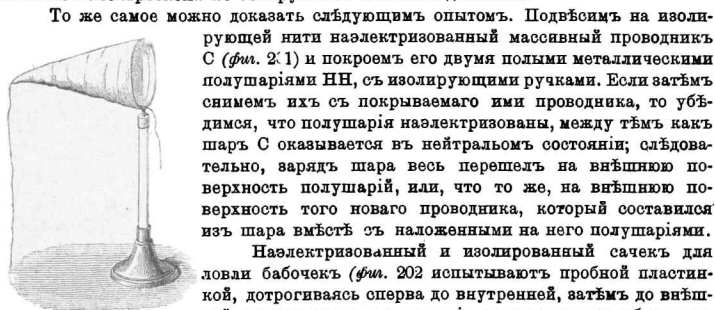 То же самое можно доказать слѣдующимъ опытомъ. Подвѣсимъ на изоли-
рующей нити наэлектризованный массивный проводникъ
С (фиг. 201) и покроемъ его двумя полыми металлическими
полушаріями НН, съ изолирующими ручками. Если затѣмъ
снимемъ ихъ съ покрываемаго ими проводника, то убѣ-
димся, что полушарія наэлектризованы, между тѣмъ какъ
шаръ С оказывается въ нейтральомъ состояніи; слѣдова-
тельно, зарядъ шара весь перешелъ на внѣшнюю по-
верхность полушарій, или, что то же, на внѣшнюю по-
верхность того новаго проводника, который составился
изъ шара вмѣстѣ съ наложенными на него полушаріями.
Наэлектризованный и изолированный сачекъ для
ловли бабочекъ (фиг. 202 испытываютъ пробной пластин-
кой, дотрогиваясь сперва до внутренней, затѣмъ до внѣш-